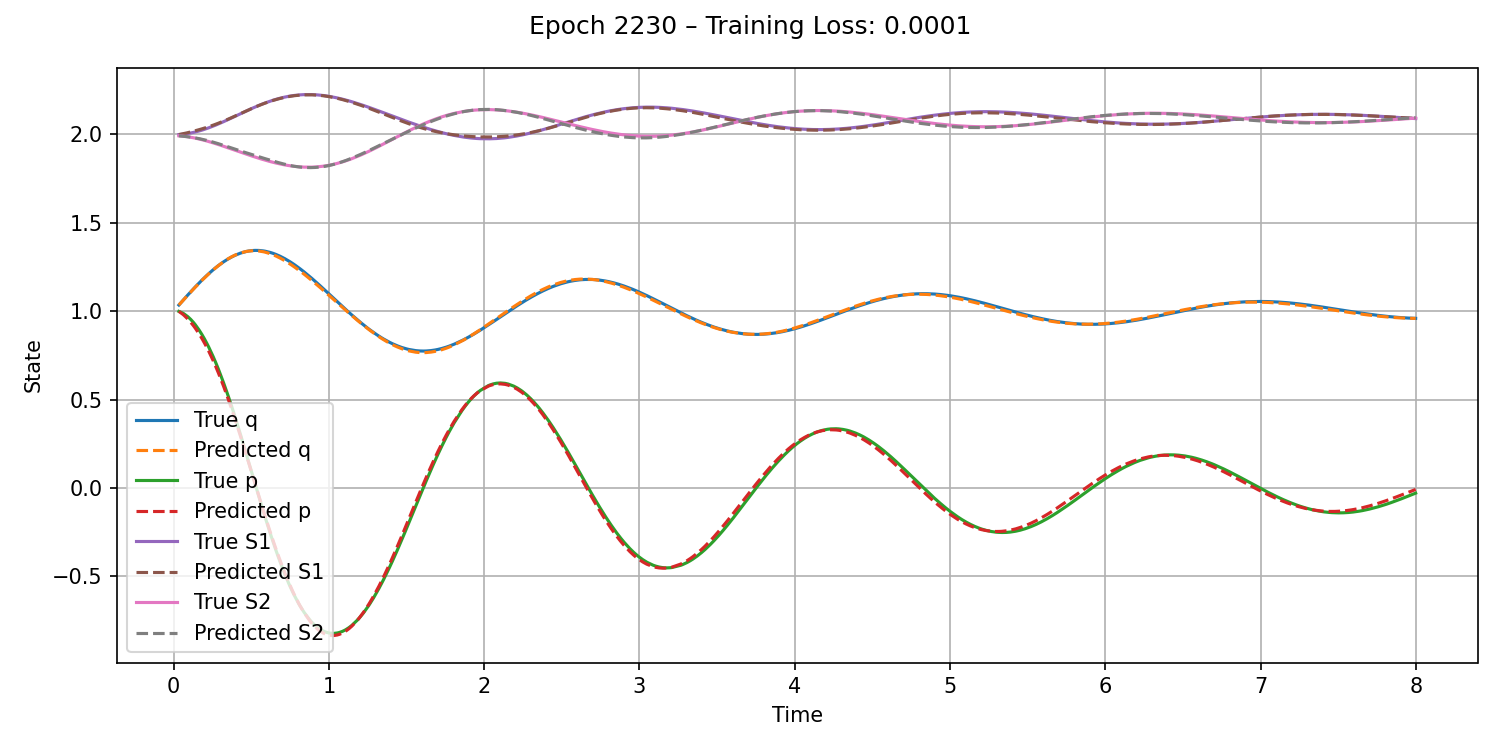 Epoch 2230 – Training Loss: 0.0001
2.0
1.5
1.0
0.5
0.0
−0.5
State
True q
Predicted q
True p
Predicted p
True S1
Predicted S1
True S2
Predicted S2
0 1 2 3 4 5 6 7 8
Time